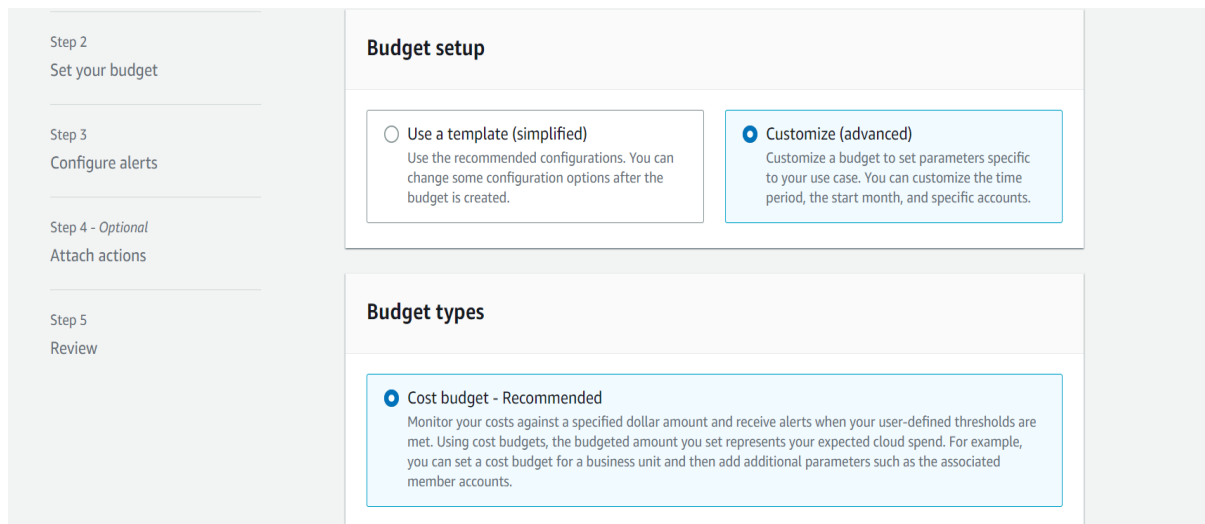 Step 2
Set your budget
Step 3
Configure alerts
Step 4 - Optional
Attach actions
Step 5
Review
Budget setup
Use a template (simplified)
Use the recommended configurations. You can
change some configuration options after the
budget is created.
Customize (advanced)
Customize a budget to set parameters specific
to your use case. You can customize the time
period, the start month, and specific accounts.
Budget types
Cost budget - Recommended
Monitor your costs against a specified dollar amount and receive alerts when your user-defined thresholds are
met. Using cost budgets, the budgeted amount you set represents your expected cloud spend. For example,
you can set a cost budget for a business unit and then add additional parameters such as the associated
member accounts.